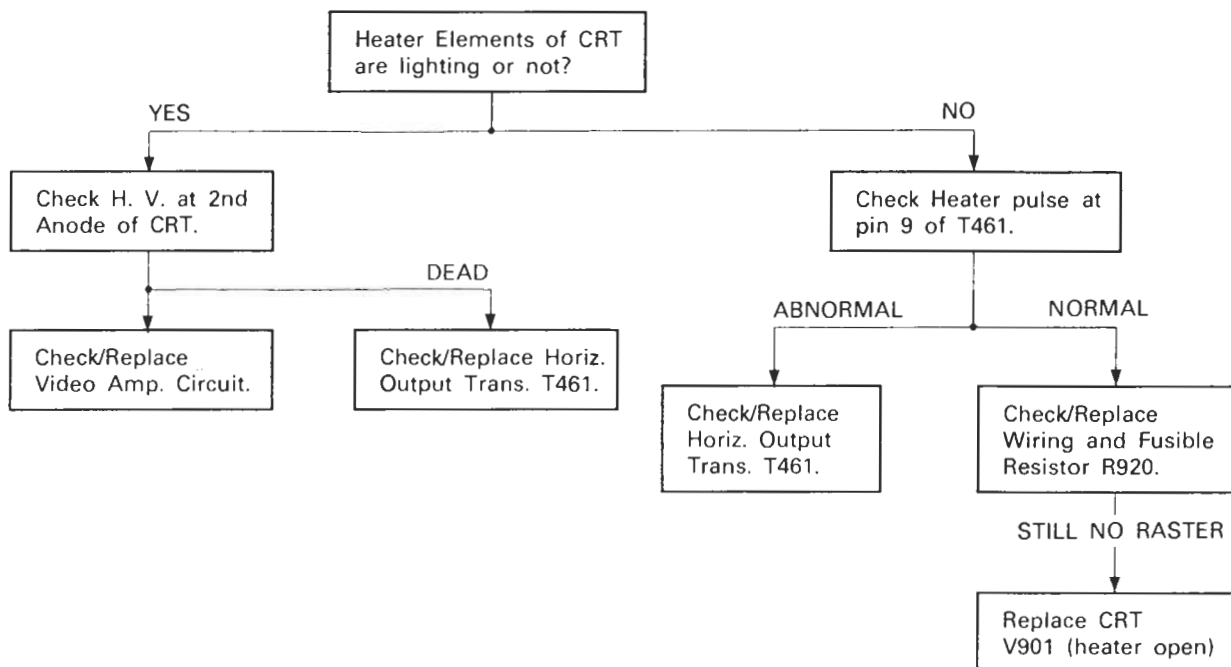 Heater Elements of CRT
are lighting or not?
YES
NO
Check H. V. at 2nd
Anode of CRT.
Check Heater pulse at
pin 9 of T461.
DEAD
ABNORMAL
NORMAL
Check/Replace
Video Amp. Circuit.
Check/Replace Horiz.
Output Trans. T461.
Check/Replace
Horiz. Output
Trans. T461.
Check/Replace
Wiring and Fusible
Resistor R920.
STILL NO RASTER
Replace CRT
V901 (heater open)